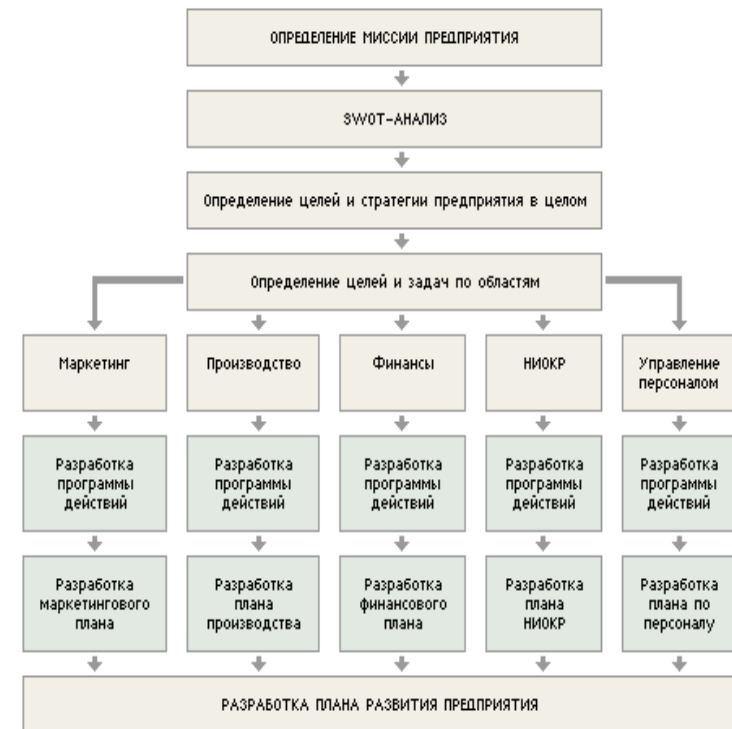 ОПРЕДЕЛЕНИЕ МИССИИ ПРЕДПРИЯТИЯ
SWOT-АНАЛИЗ
Определение целей и стратегии предприятия в целом
Определение целей и задач по областям
Маркетинг
Производство
Финансы
НИОКР
Управление
персоналом
Разработка
программы
действий
Разработка
программы
действий
Разработка
программы
действий
Разработка
программы
действий
Разработка
программы
действий
Разработка
маркетингового
плана
Разработка
плана
производства
Разработка
финансового
плана
Разработка
плана
НИОКР
Разработка
плана по
персоналу
РАЗРАБОТКА ПЛАНА РАЗВИТИЯ ПРЕДПРИЯТИЯ